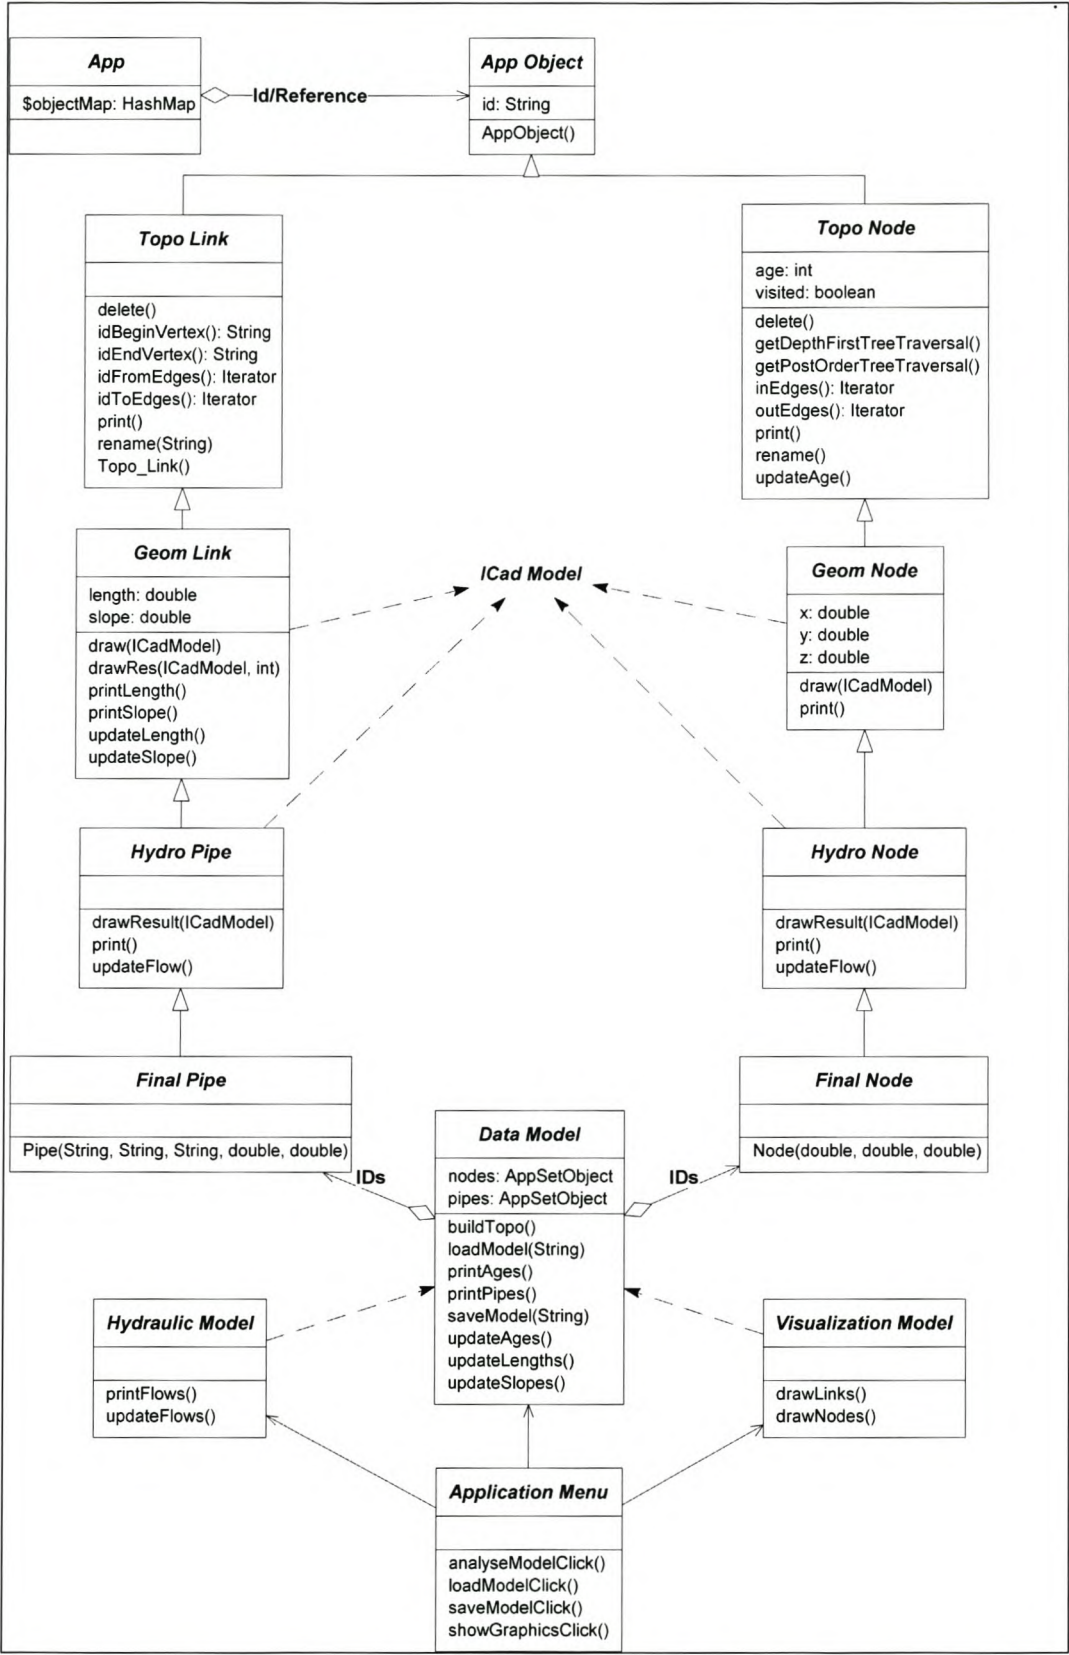 App
$objectMap: HashMap
Id/Reference
App Object
id: String
AppObject()
Topo Link
delete()
idBeginVertex(): String
idEndVertex(): String
idFromEdges(): Iterator
idToEdges(): Iterator
print()
rename(String)
Topo_Link()
Topo Node
age: int
visited: boolean
delete()
getDepthFirstTreeTraversal()
getPostOrderTreeTraversal()
inEdges(): Iterator
outEdges(): Iterator
print()
rename()
updateAge()
Geom Link
length: double
slope: double
draw(ICadModel)
drawRes(ICadModel, int)
printLength()
printSlope()
updateLength()
updateSlope()
ICad Model
Geom Node
x: double
y: double
z: double
draw(ICadModel)
print()
Hydro Pipe
drawResult(ICadModel)
print()
updateFlow()
Hydro Node
drawResult(ICadModel)
print()
updateFlow()
Final Pipe
Pipe(String, String, String, double, double)
Final Node
Node(double, double, double)
IDs
IDs
Data Model
nodes: AppSetObject
pipes: AppSetObject
buildTopo()
loadModel(String)
printAges()
printPipes()
saveModel(String)
updateAges()
updateLengths()
updateSlopes()
Hydraulic Model
printFlows()
updateFlows()
Visualization Model
drawLinks()
drawNodes()
Application Menu
analyseModelClick()
loadModelClick()
saveModelClick()
showGraphicsClick()